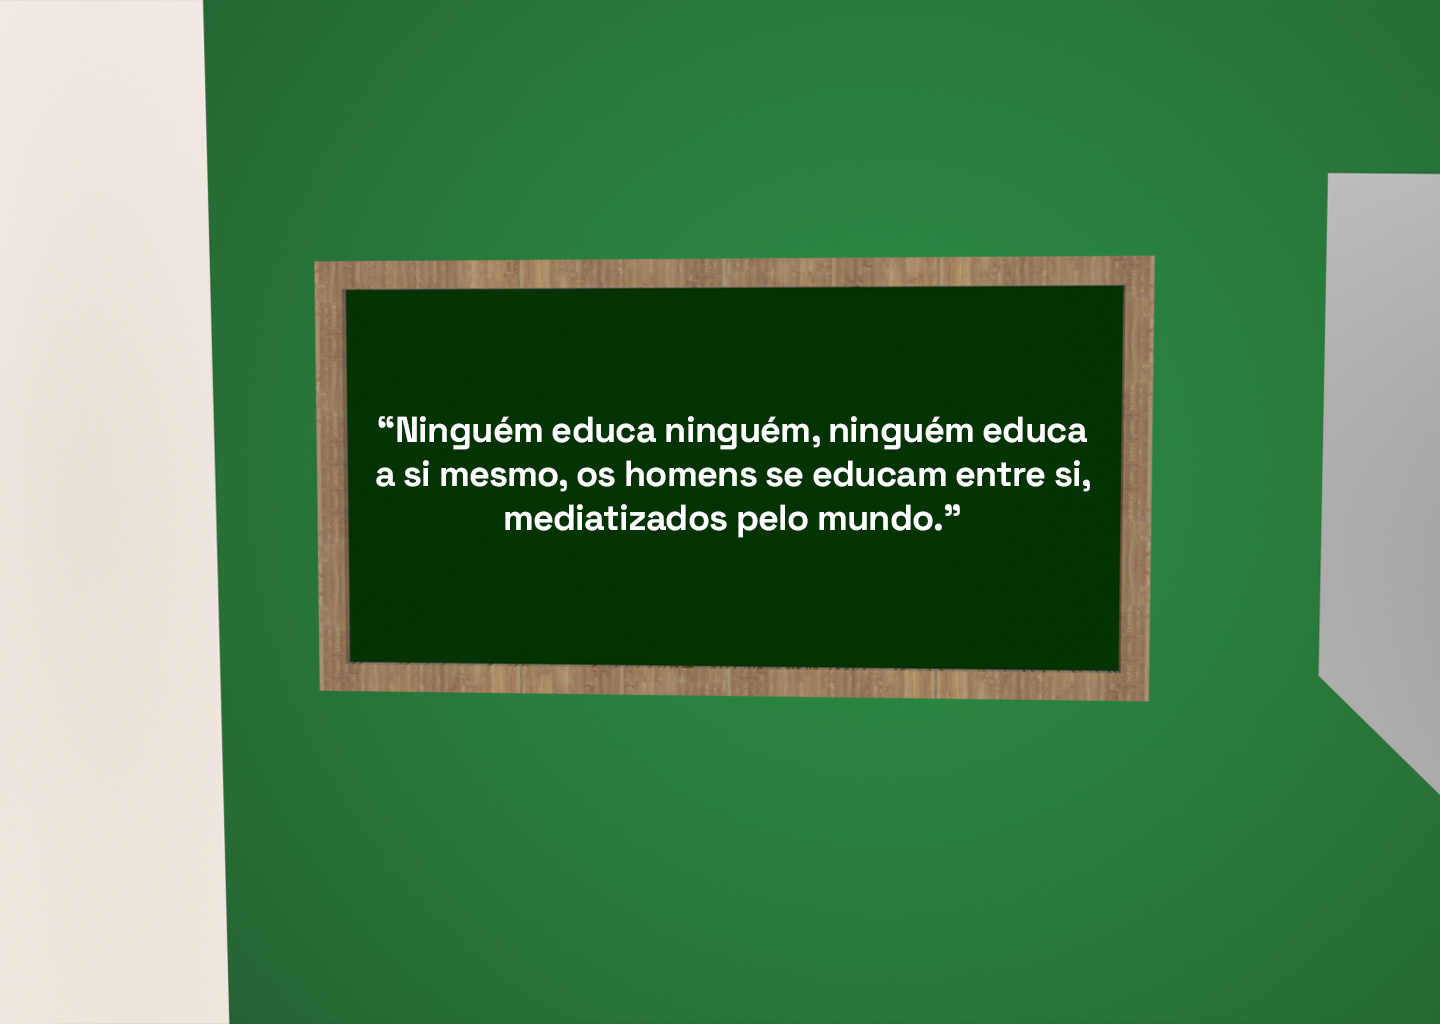 “Ninguém educa ninguém, ninguém educa
a si mesmo, os homens se educam entre si,
mediatizados pelo mundo.”